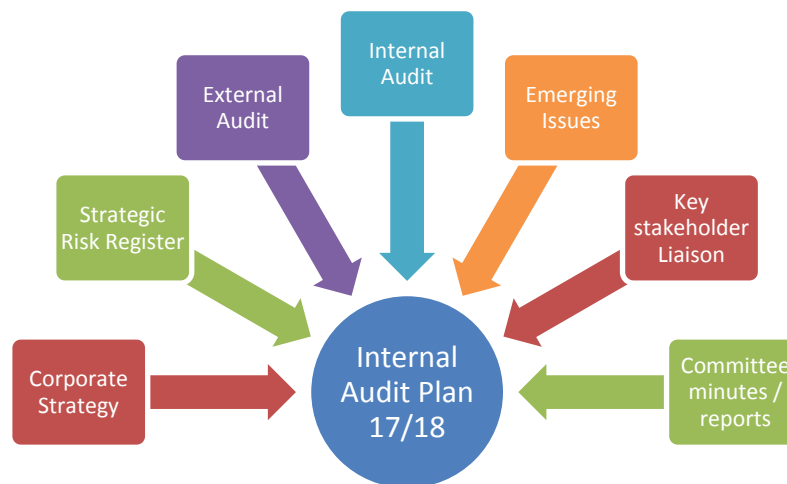 Internal
Audit
External
Audit
Emerging
Issues
Strategic
Risk Register
Key
stakeholder
Liaison
Corporate
Strategy
Internal
Audit Plan
17/18
Committee
minutes /
reports